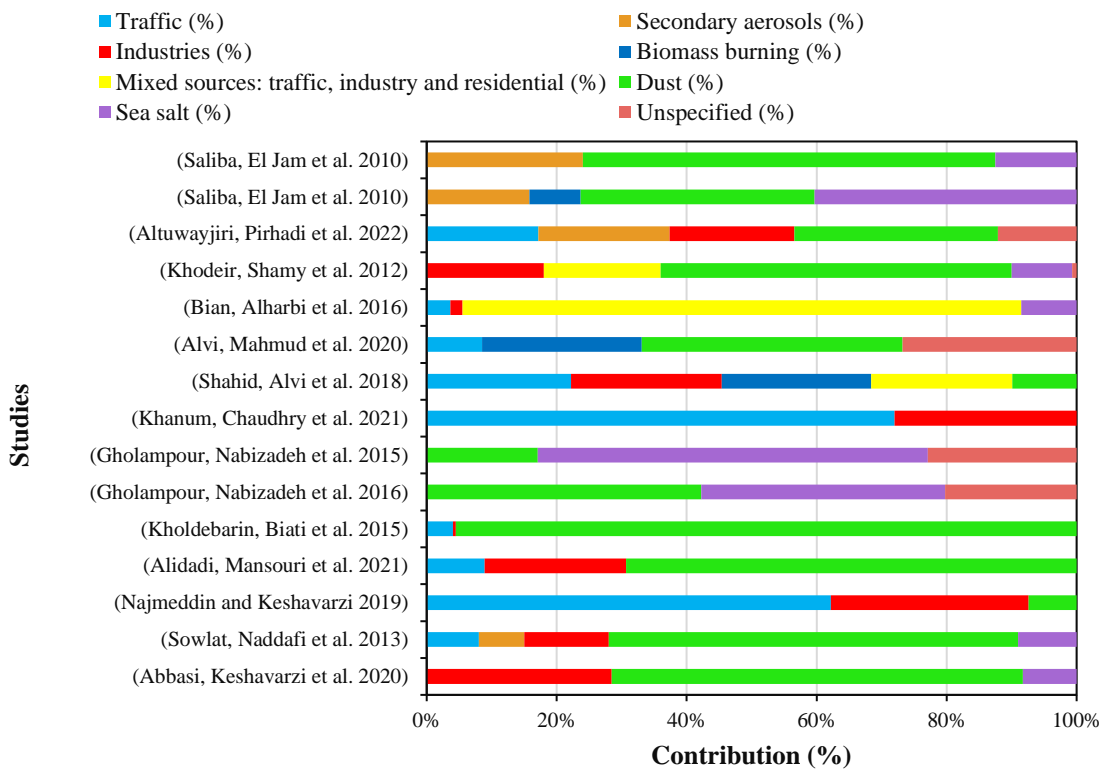 Traffic (%)
Secondary aerosols (%)
Industries (%)
Biomass burning (%)
Mixed sources: traffic, industry and residential (%)
Dust (%)
Sea salt (%)
Unspecified (%)
(Saliba, El Jam et al. 2010)
(Saliba, El Jam et al. 2010)
(Altuwayjiri, Pirhadi et al. 2022)
(Khodeir, Shamy et al. 2012)
(Bian, Alharbi et al. 2016)
(Alvi, Mahmud et al. 2020)
(Shahid, Alvi et al. 2018)
(Khanum, Chaudhry et al. 2021)
(Gholampour, Nabizadeh et al. 2015)
(Gholampour, Nabizadeh et al. 2016)
(Kholdebarin, Biati et al. 2015)
(Alidadi, Mansouri et al. 2021)
(Najmeddin and Keshavarzi 2019)
(Sowlat, Naddafi et al. 2013)
(Abbasi, Keshavarzi et al. 2020)
Studies
0% 20% 40% 60% 80% 100%
Contribution (%)